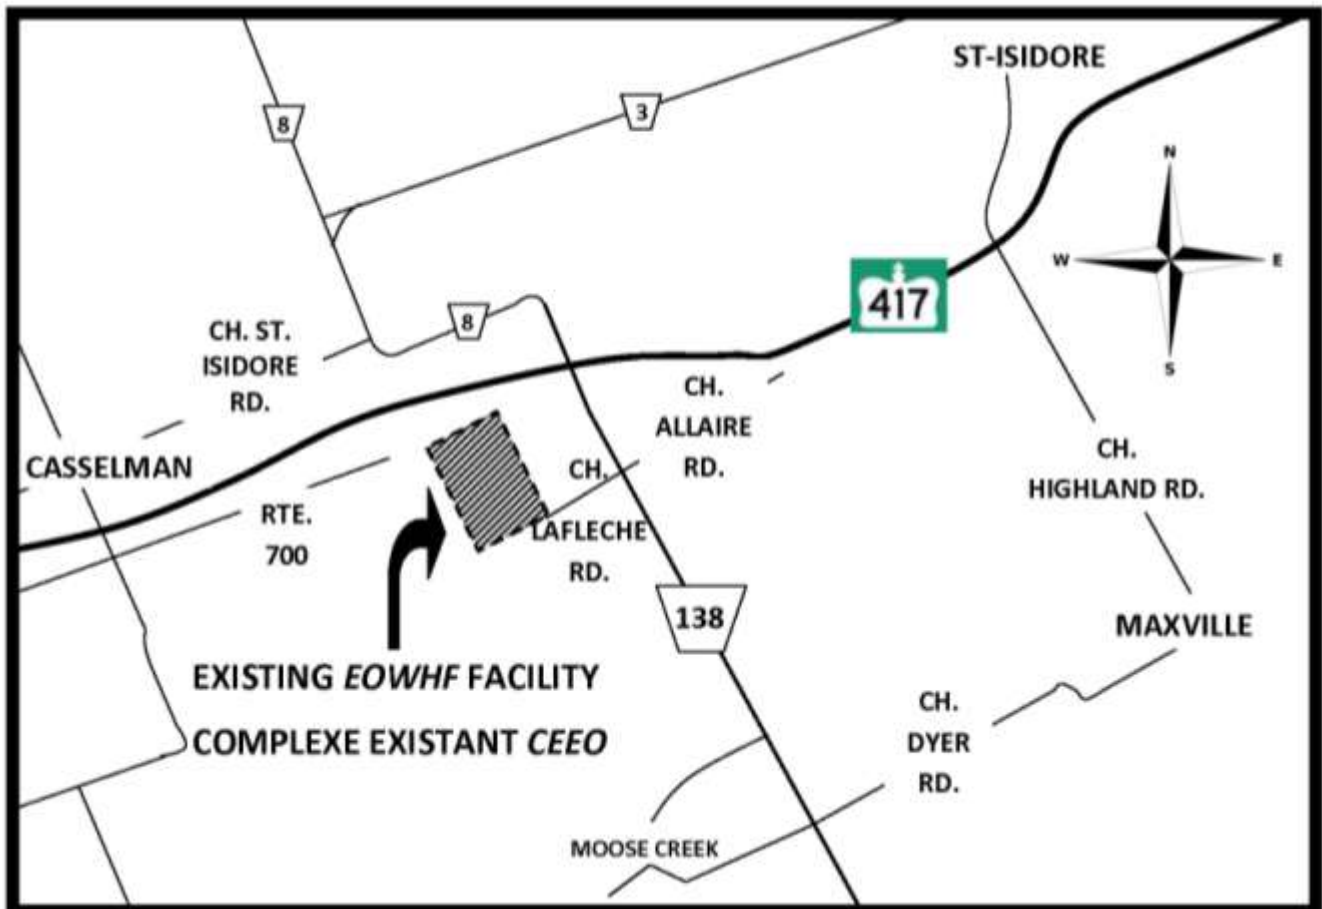 ST-ISIDORE
8
3
N
W
E
S
417
8
CH. ST.
ISIDORE
RD.
CH.
ALLAIRE
RD.
CASSELMAN
CH.
HIGHLAND RD.
CH.
LAFLECHE
RD.
RTE.
700
138
MAXVILLE
EXISTING EOWHF FACILITY
COMPLEXE EXISTANT CEEO
CH.
DYER
RD.
MOOSE CREEK